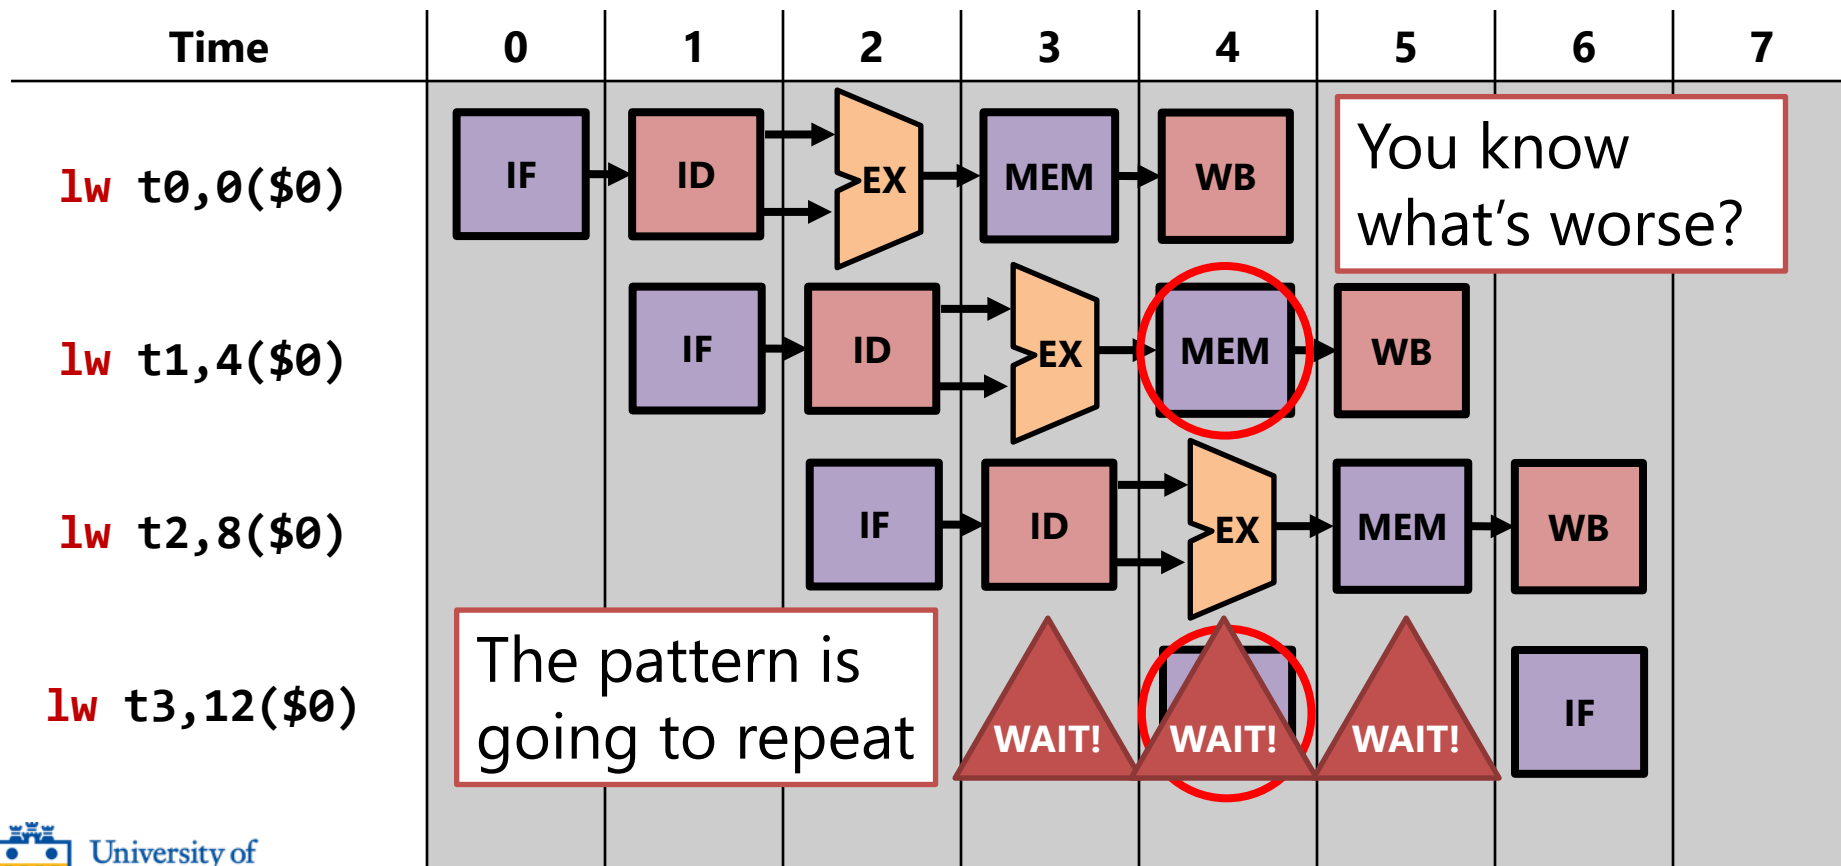 Time 0 1 2 3 4 5 6 7
lw t0,0($0) IF ID EX MEM WB
You know
what's worse?
lw t1,4($0) IF ID EX MEM WB
lw t2,8($0) IF ID EX MEM WB
The pattern is
going to repeat
lw t3,12($0) WAIT! WAIT! WAIT! IF
University of